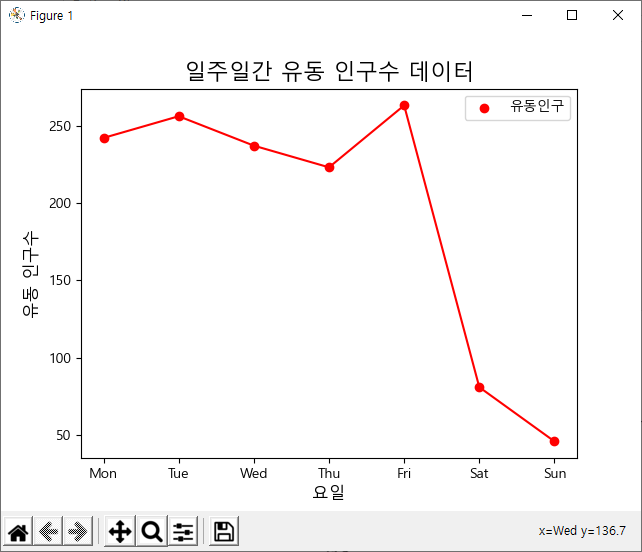 Figure 1
일주일간 유동 인구수 데이터
유동인구
유동 인구수
250
200
150
100
50
Mon Tue Wed Thu Fri Sat Sun
요일
x=Wed y=136.7